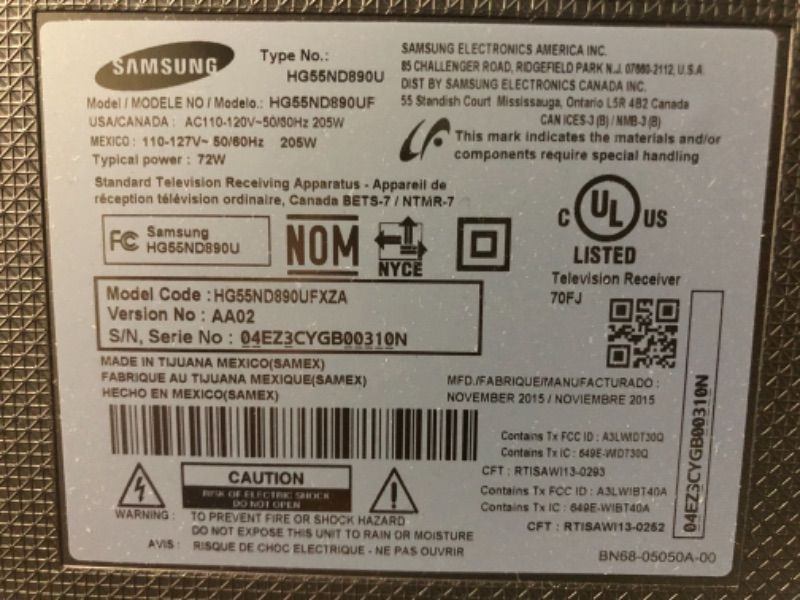 SAMSUNG
Type No.:
HG55ND890U
Model / MODELE NO / Modelo.: HG55ND890UF
USA/CANADA : AC110-120V~50/60Hz 205W
MEXICO : 110-127V~ 50/60Hz 205W
Typical power : 72W
SAMSUNG ELECTRONICS AMERICA INC.
85 CHALLENGER ROAD, RIDGEFIELD PARK N.J. 07660-2112, U.S.A.
DIST BY SAMSUNG ELECTRONICS CANADA INC.
55 Standish Court Mississauga, Ontario L5R 4B2 Canada
CAN ICES-3 (B) / NMB-3 (B)
This mark indicates the materials and/or
components require special handling
Standard Television Receiving Apparatus - Appareil de
réception télévision ordinaire, Canada BETS-7 / NTMR-7
FC Samsung
HG55ND890U
NOM
NYCE
C UL US
LISTED
Television Receiver
70FJ
Model Code : HG55ND890UFXZA
Version No : AA02
S/N, Serie No : 04EZ3CYGB00310N
MADE IN TIJUANA MEXICO(SAMEX)
FABRIQUE AU TIJUANA MEXIQUE(SAMEX)
HECHO EN MEXICO(SAMEX)
MFD./FABRIQUE/MANUFACTURADO :
NOVEMBER 2015 / NOVIEMBRE 2015
04EZ3CYGB00310N
Contains Tx FCC ID : A3LWIDT30Q
Contains Tx IC : 649E-WIDT30Q
CFT : RTISAWI13-0293
Contains Tx FCC ID : A3LWIBT40A
Contains Tx IC : 649E-WIBT40A
CFT : RTISAWI13-0252
CAUTION
RISK OF ELECTRIC SHOCK
DO NOT OPEN
WARNING : TO PREVENT FIRE OR SHOCK HAZARD
DO NOT EXPOSE THIS UNIT TO RAIN OR MOISTURE
AVIS : RISQUE DE CHOC ELECTRIQUE - NE PAS OUVRIR
BN68-05050A-00